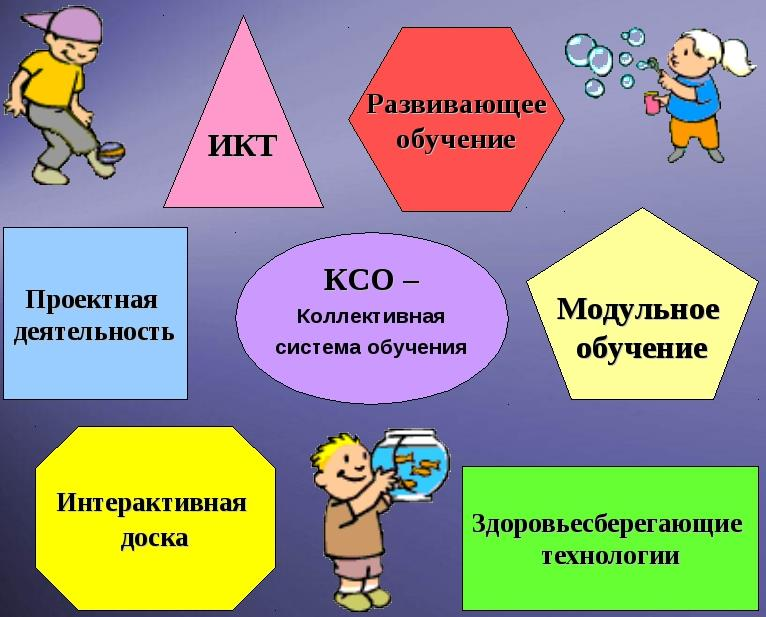 ИКТ
Развивающее
обучение
Проектная
деятельность
КСО –
Коллективная
система обучения
Модульное
обучение
Интерактивная
доска
Здоровьесберегающие
технологии